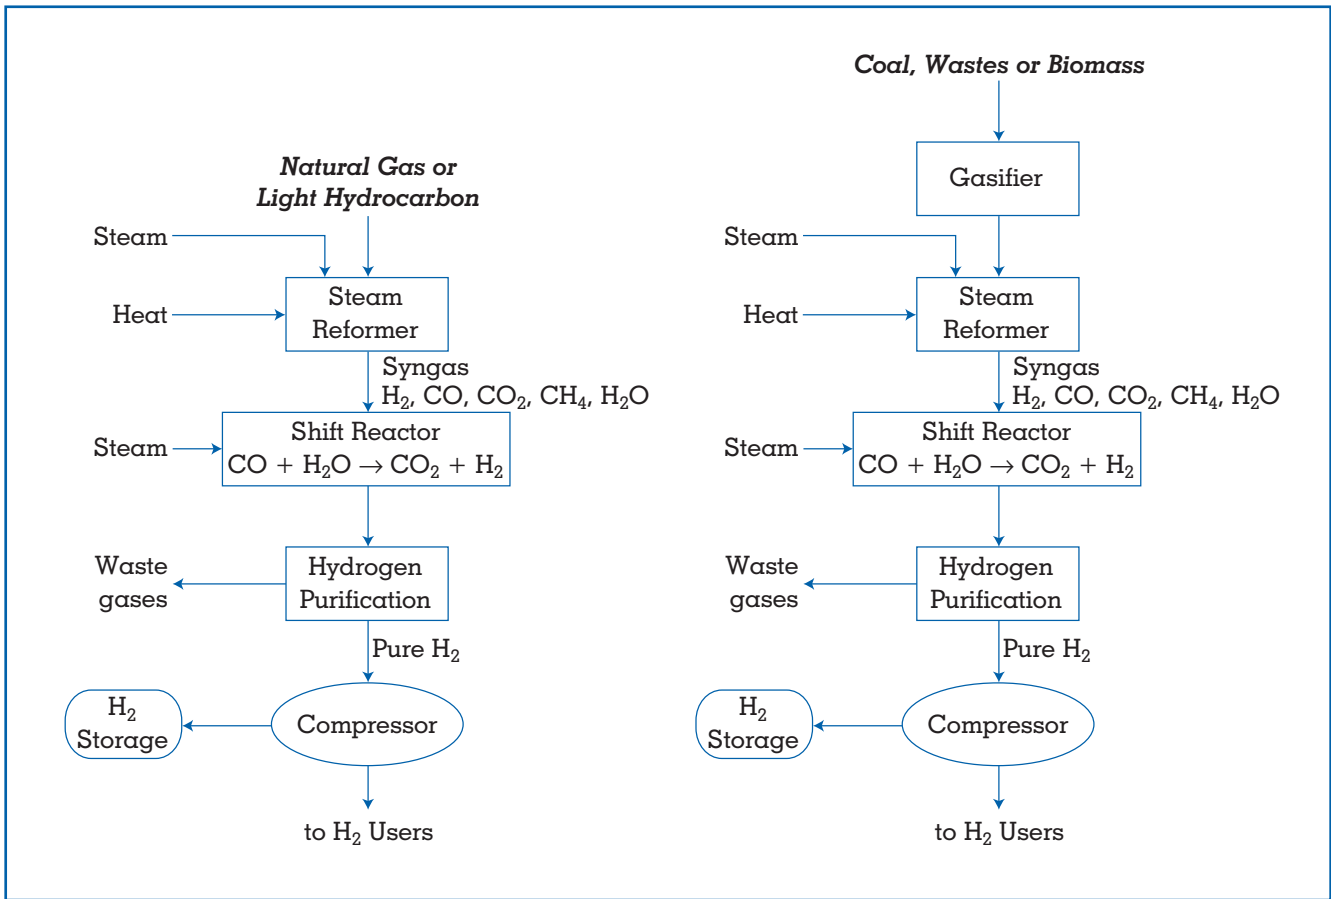 Natural Gas or
Light Hydrocarbon
Steam
Heat
Steam
Reformer
Syngas
H₂, CO, CO₂, CH₄, H₂O
Steam
Shift Reactor
CO + H₂O → CO₂ + H₂
Waste
gases
Hydrogen
Purification
Pure H₂
H₂
Storage
Compressor
to H₂ Users
Coal, Wastes or Biomass
Gasifier
Steam
Heat
Steam
Reformer
Syngas
H₂, CO, CO₂, CH₄, H₂O
Steam
Shift Reactor
CO + H₂O → CO₂ + H₂
Waste
gases
Hydrogen
Purification
Pure H₂
H₂
Storage
Compressor
to H₂ Users